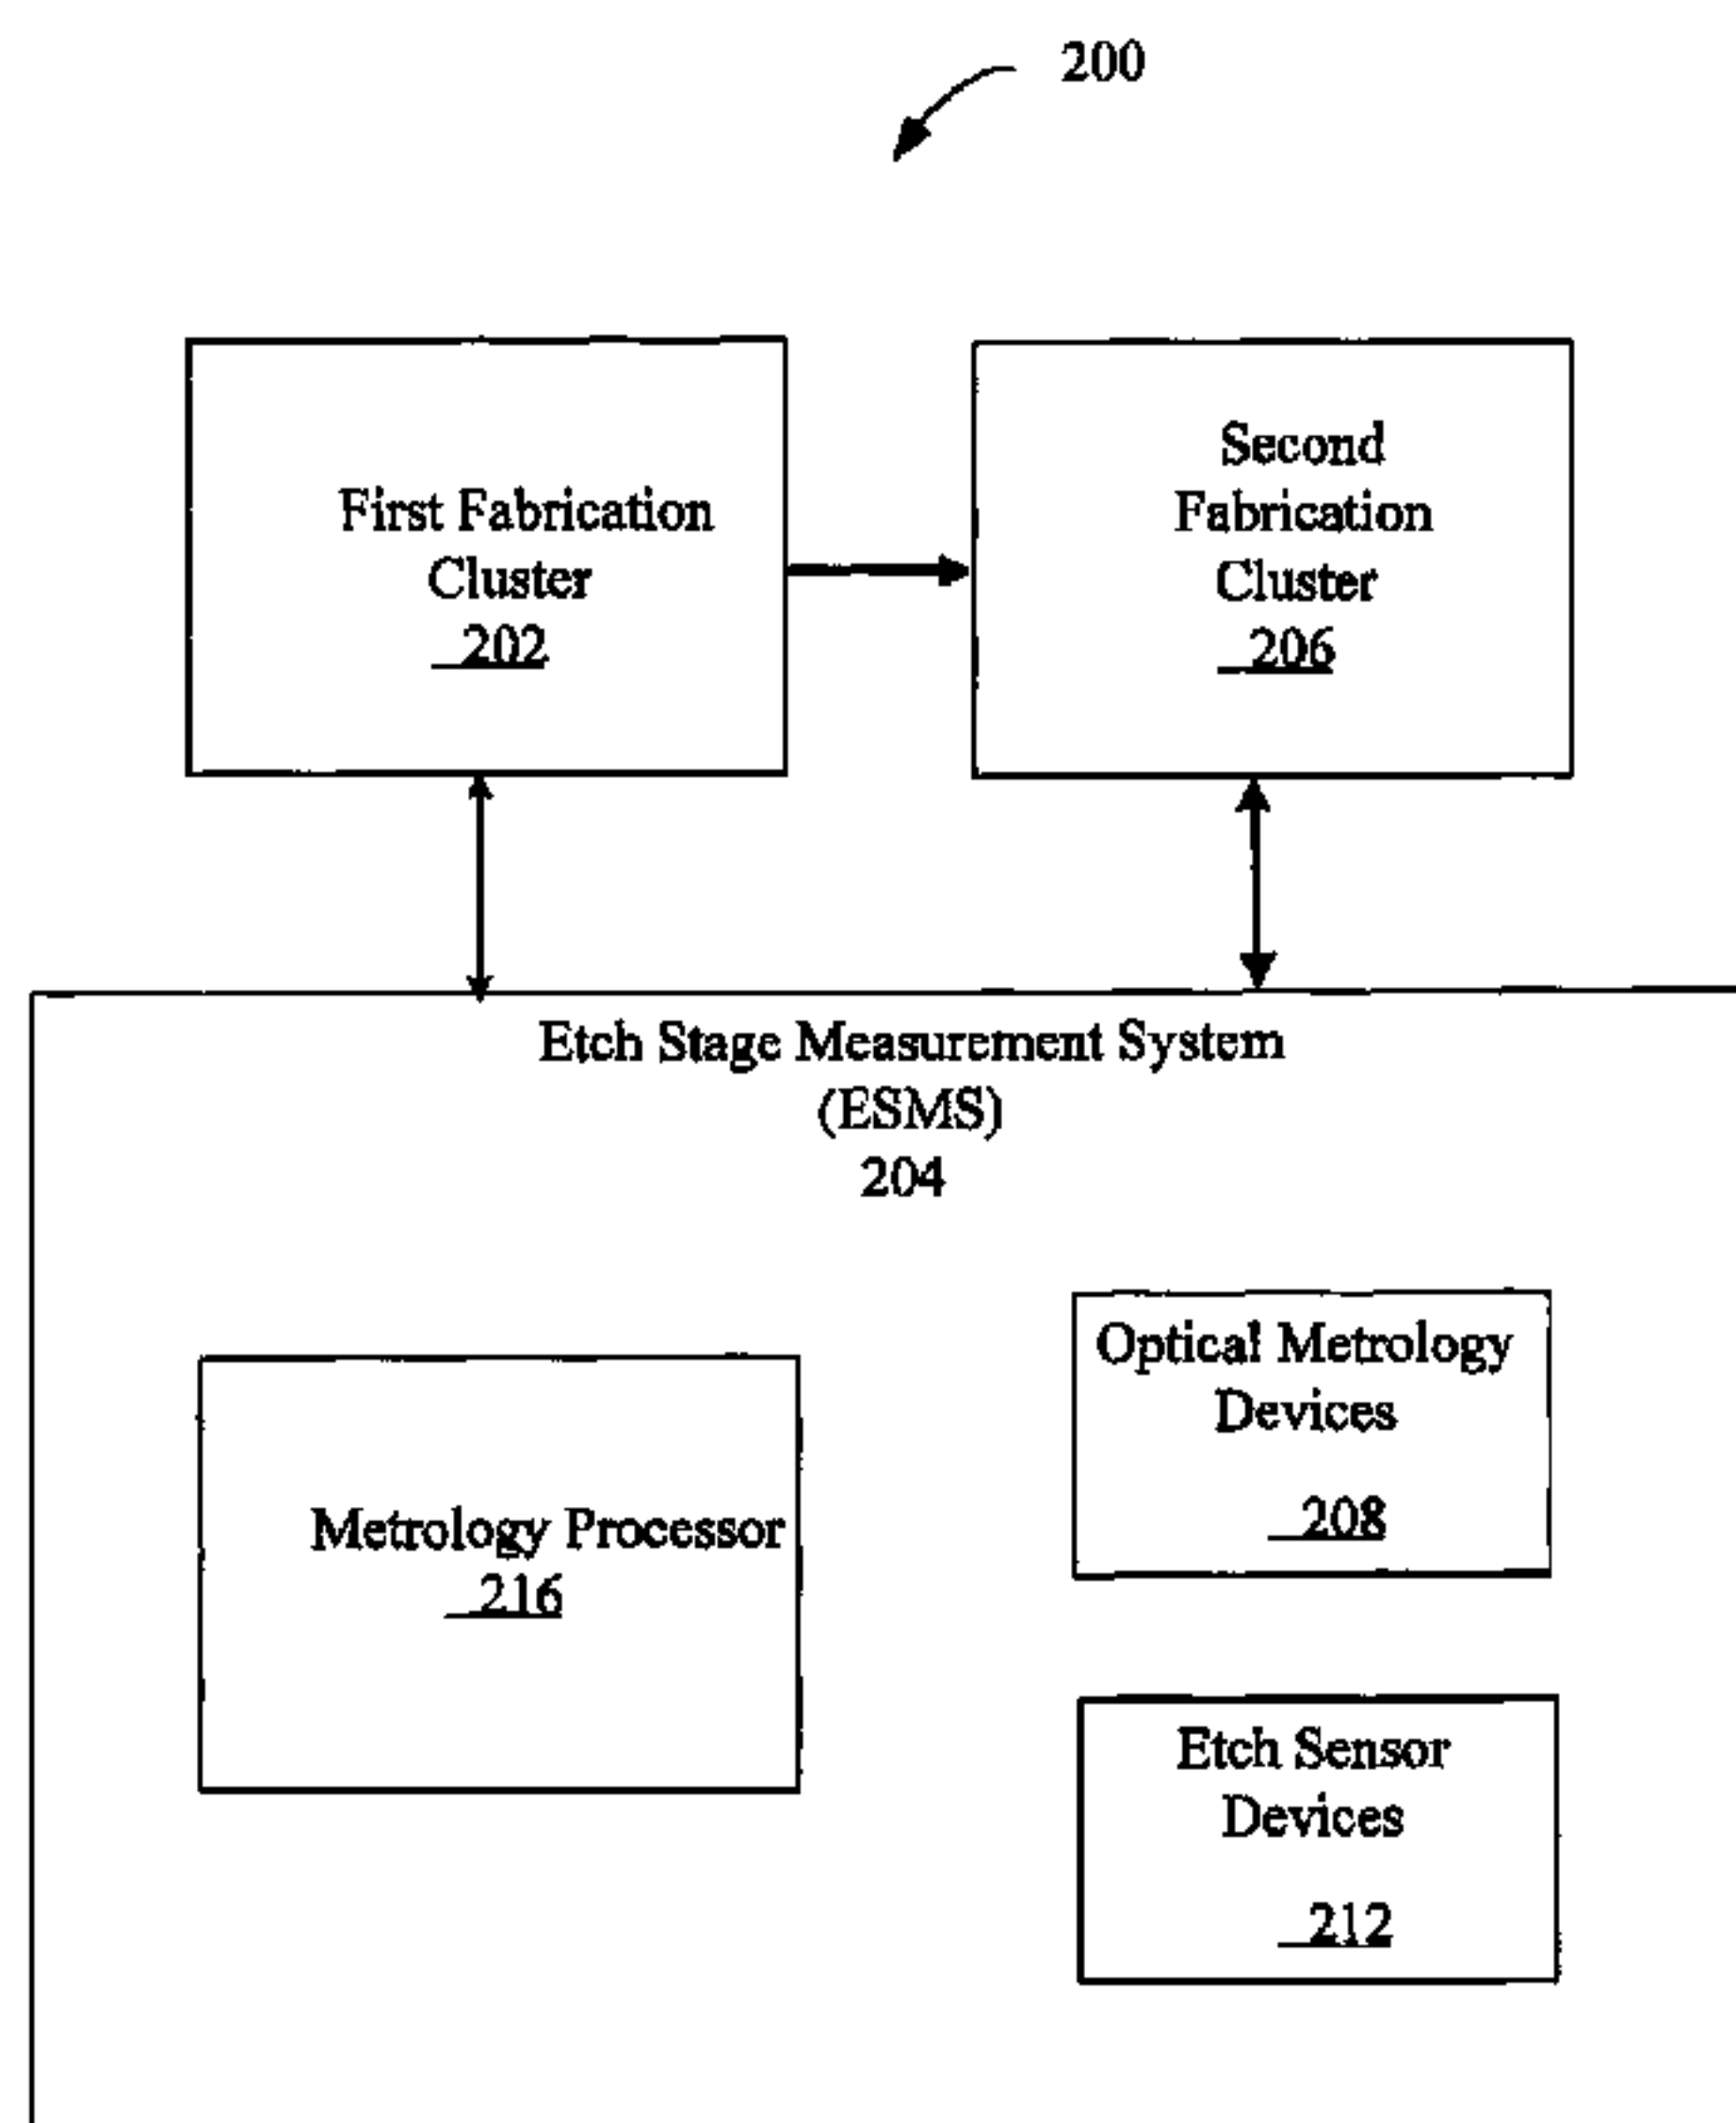 200
First Fabrication
Cluster
202
Second
Fabrication
Cluster
206
Etch Stage Measurement System
(ESMS)
204
Metrology Processor
216
Optical Metrology
Devices
208
Etch Sensor
Devices
212